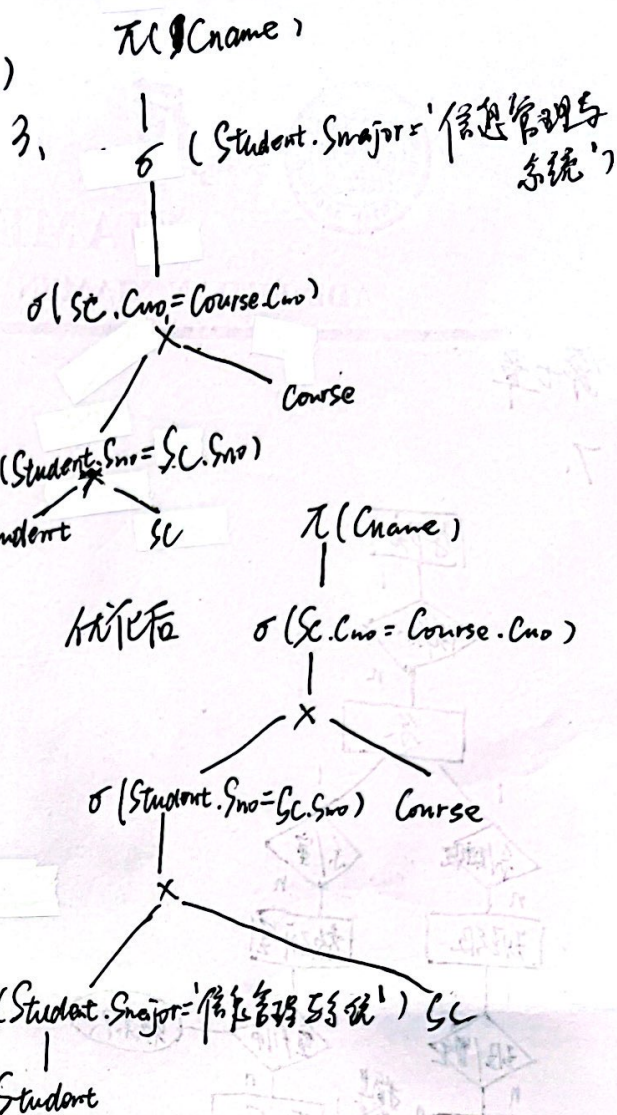 π(Cname)
)
3、
σ (Student.Smajor='信息管理与
系统')
σ(SC.Cno=Course.Cno)
×
Course
(Student.Sno=SC.Sno)
×
udent
SC
π(Cname)
优化后
σ(SC.Cno=Course.Cno)
×
σ(Student.Sno=SC.Sno) Course
×
(Student.Smajor='信息管理与系统') SC
Student